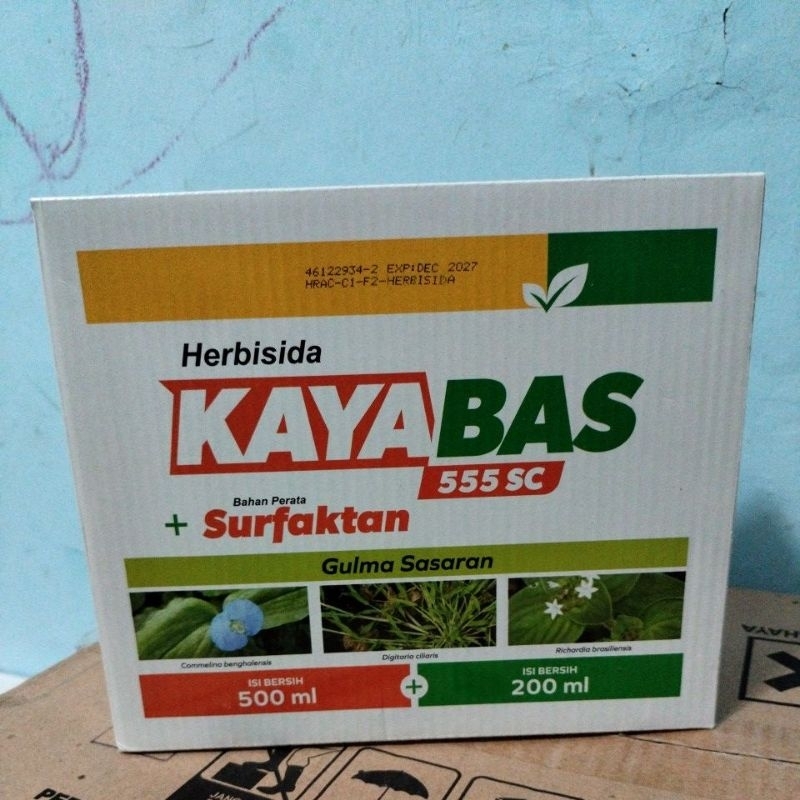 46122934-2 EXP:DEC 2027
HRAC-C1-F2-HERBISIDA
Herbisida
KAYABAS
555 SC
Bahan Perata
+ Surfaktan
Gulma Sasaran
Commelina benghalensis
Digitaria ciliaris
Richardia brasiliensis
ISI BERSIH
500 ml
+
ISI BERSIH
200 ml